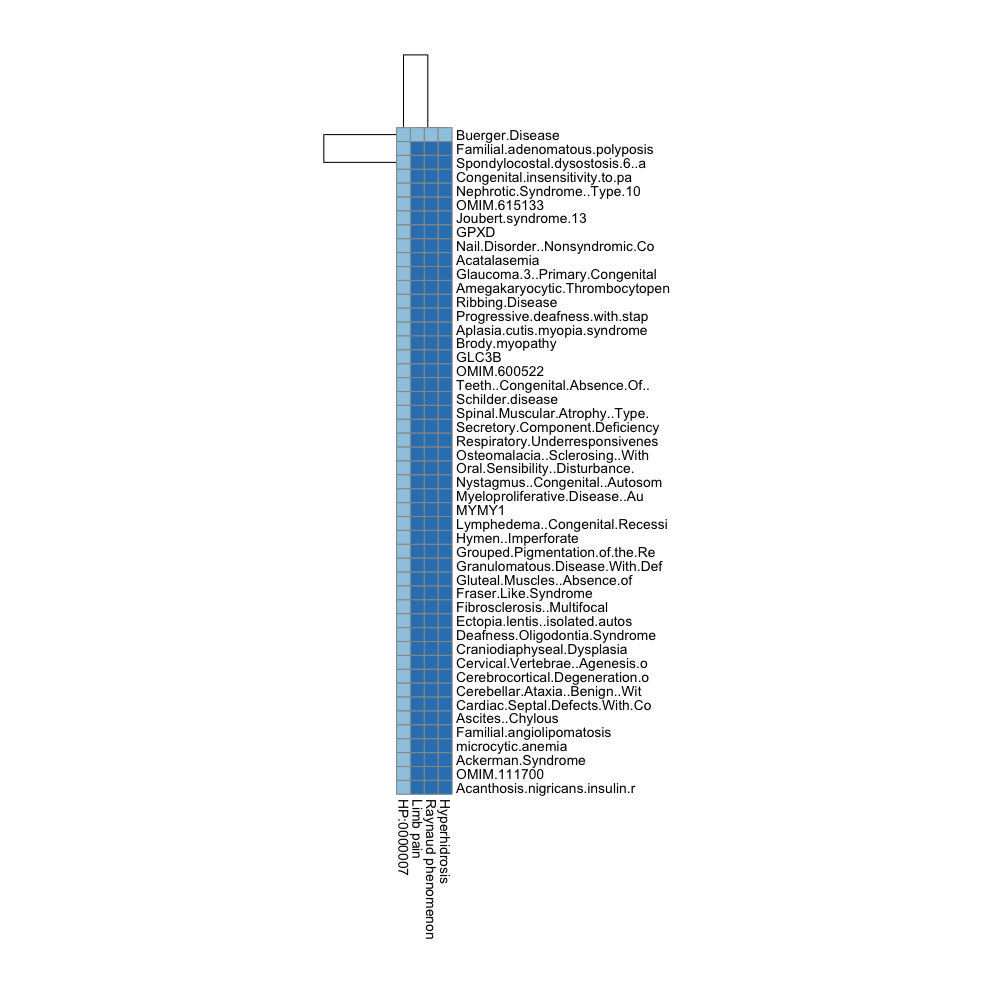 Buerger.Disease
Familial.adenomatous.polyposis
Spondylocostal.dysostosis.6..a
Congenital.insensitivity.to.pa
Nephrotic.Syndrome..Type.10
OMIM.615133
Joubert.syndrome.13
GPXD
Nail.Disorder..Nonsyndromic.Co
Acatalasemia
Glaucoma.3..Primary.Congenital
Amegakaryocytic.Thrombocytopen
Ribbing.Disease
Progressive.deafness.with.stap
Aplasia.cutis.myopia.syndrome
Brody.myopathy
GLC3B
OMIM.600522
Teeth..Congenital.Absence.Of..
Schilder.disease
Spinal.Muscular.Atrophy..Type.
Secretory.Component.Deficiency
Respiratory.Underresponsivenes
Osteomalacia..Sclerosing..With
Oral.Sensibility..Disturbance.
Nystagmus..Congenital..Autosom
Myeloproliferative.Disease..Au
MYMY1
Lymphedema..Congenital.Recessi
Hymen..Imperforate
Grouped.Pigmentation.of.the.Re
Granulomatous.Disease.With.Def
Gluteal.Muscles..Absence.of
Fraser.Like.Syndrome
Fibrosclerosis..Multifocal
Ectopia.lentis..isolated.autos
Deafness.Oligodontia.Syndrome
Craniodiaphyseal.Dysplasia
Cervical.Vertebrae..Agenesis.o
Cerebrocortical.Degeneration.o
Cerebellar.Ataxia..Benign..Wit
Cardiac.Septal.Defects.With.Co
Ascites..Chylous
Familial.angiolipomatosis
microcytic.anemia
Ackerman.Syndrome
OMIM.111700
Acanthosis.nigricans.insulin.r
HP:0000007
Limb pain
Raynaud phenomenon
Hyperhidrosis